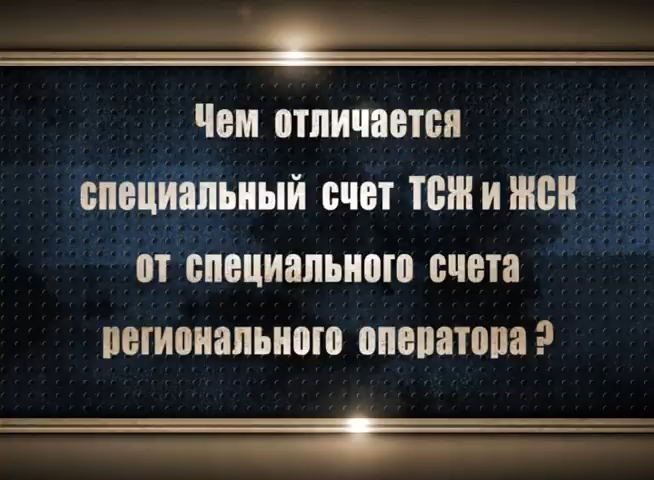 Чем отличается
специальный счет ТСЖ и ЖСК
от специального счета
регионального оператора ?